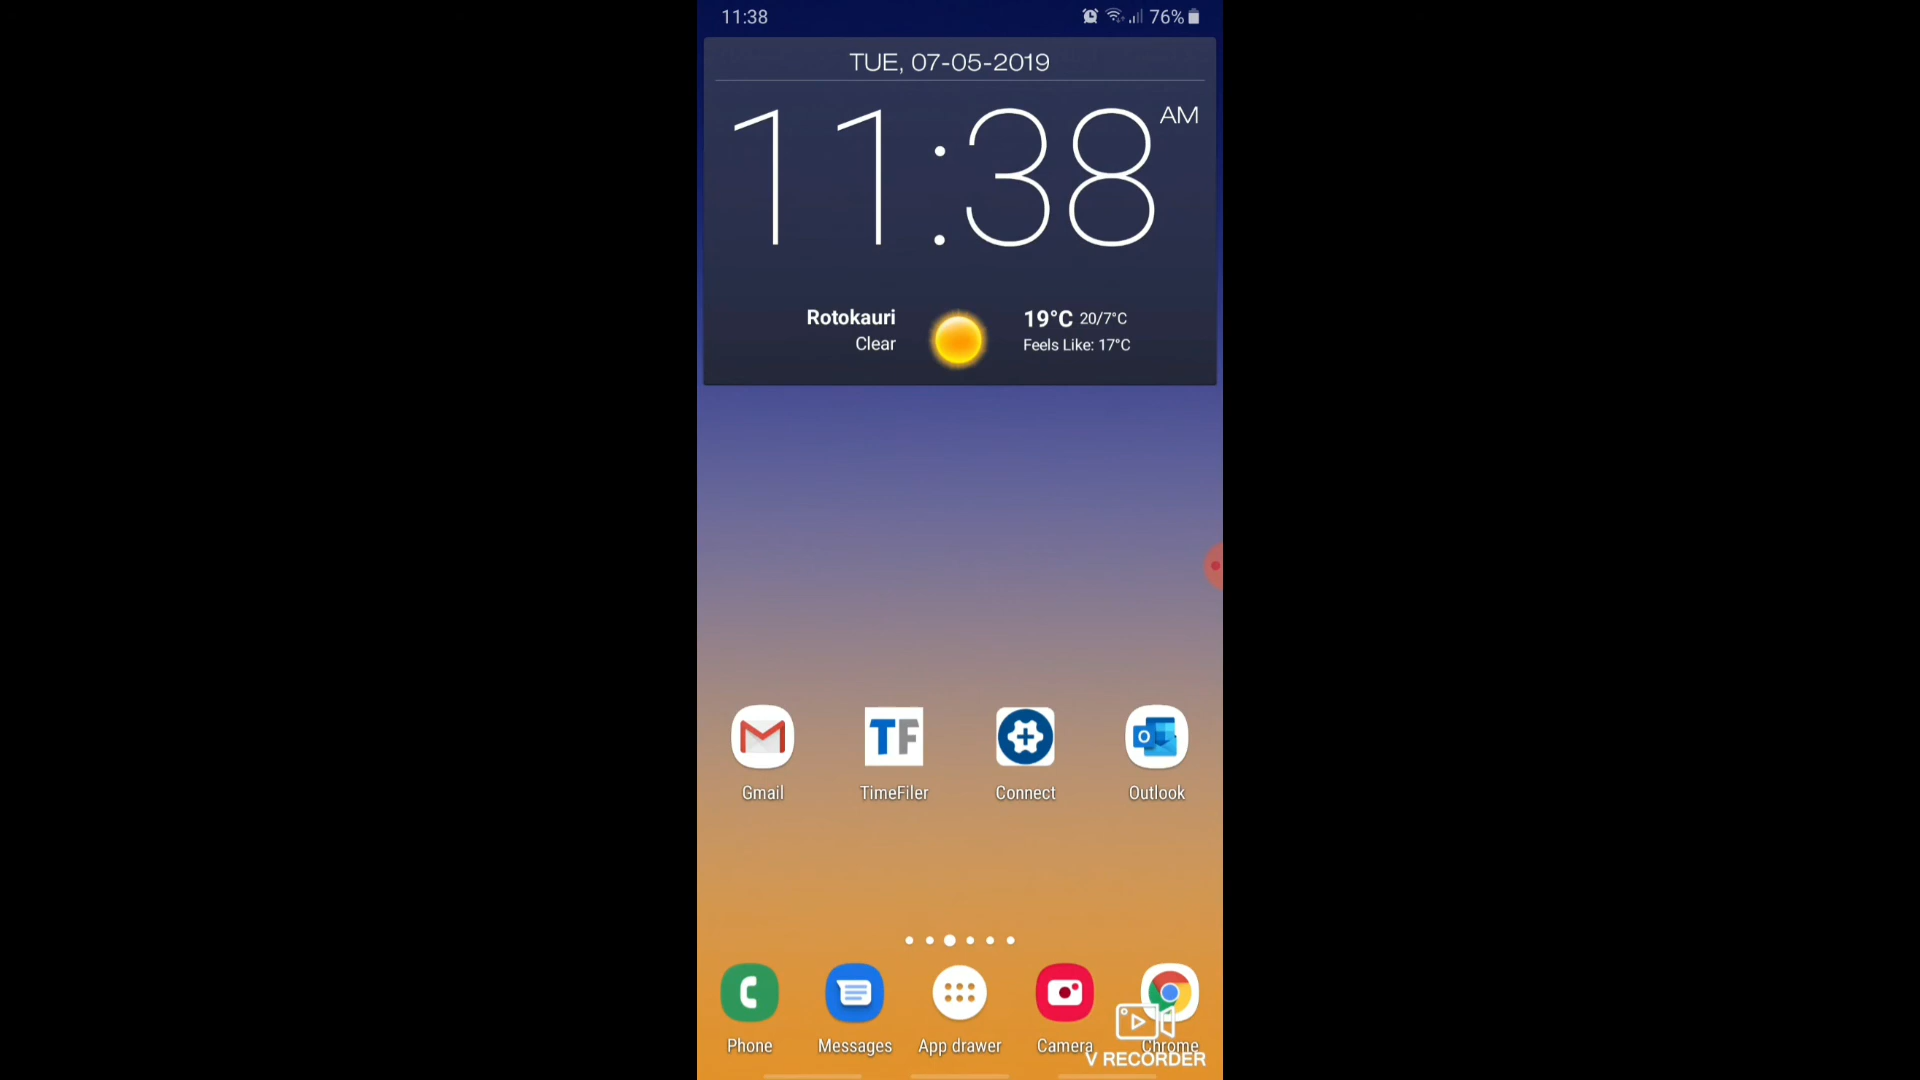 11:38
76%
TUE, 07-05-2019
11:38 AM
Rotokauri
Clear
19°C 20/7°C
Feels Like: 17°C
TF
Gmail
TimeFiler
Connect
Outlook
Phone
Messages
App drawer
Camera
Chrome
V RECORDER